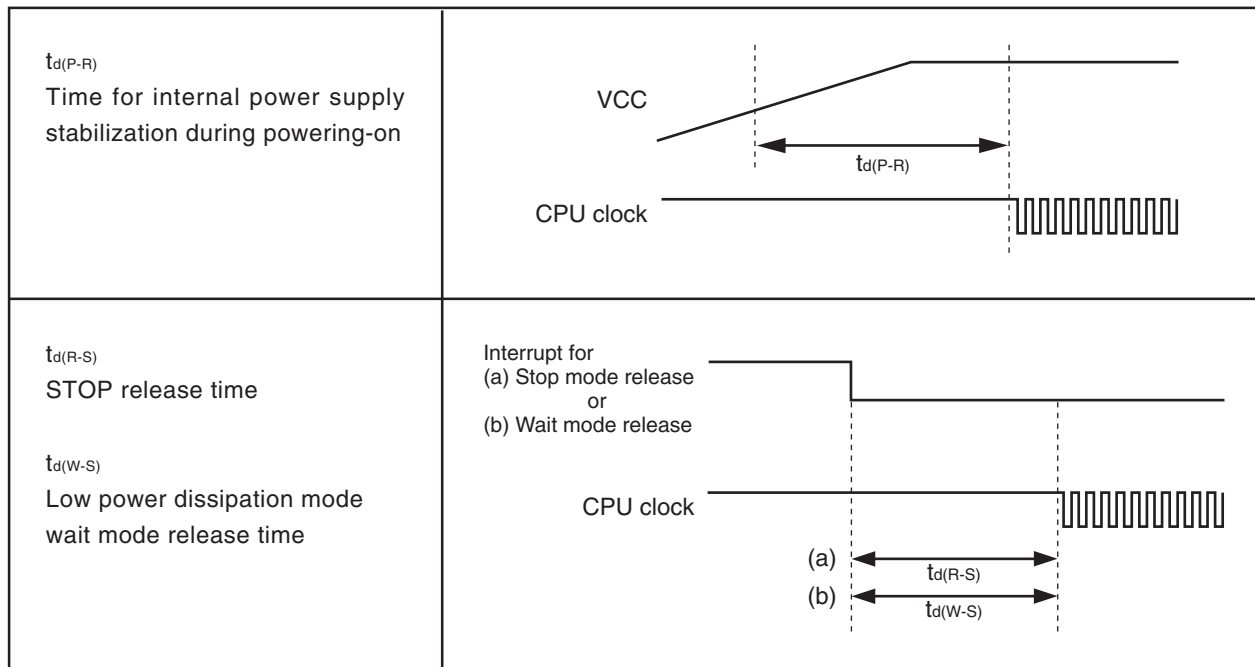 td(P-R)
Time for internal power supply
stabilization during powering-on
VCC
td(P-R)
CPU clock
td(R-S)
STOP release time
td(W-S)
Low power dissipation mode
wait mode release time
Interrupt for
(a) Stop mode release
or
(b) Wait mode release
CPU clock
(a)
td(R-S)
(b)
td(W-S)